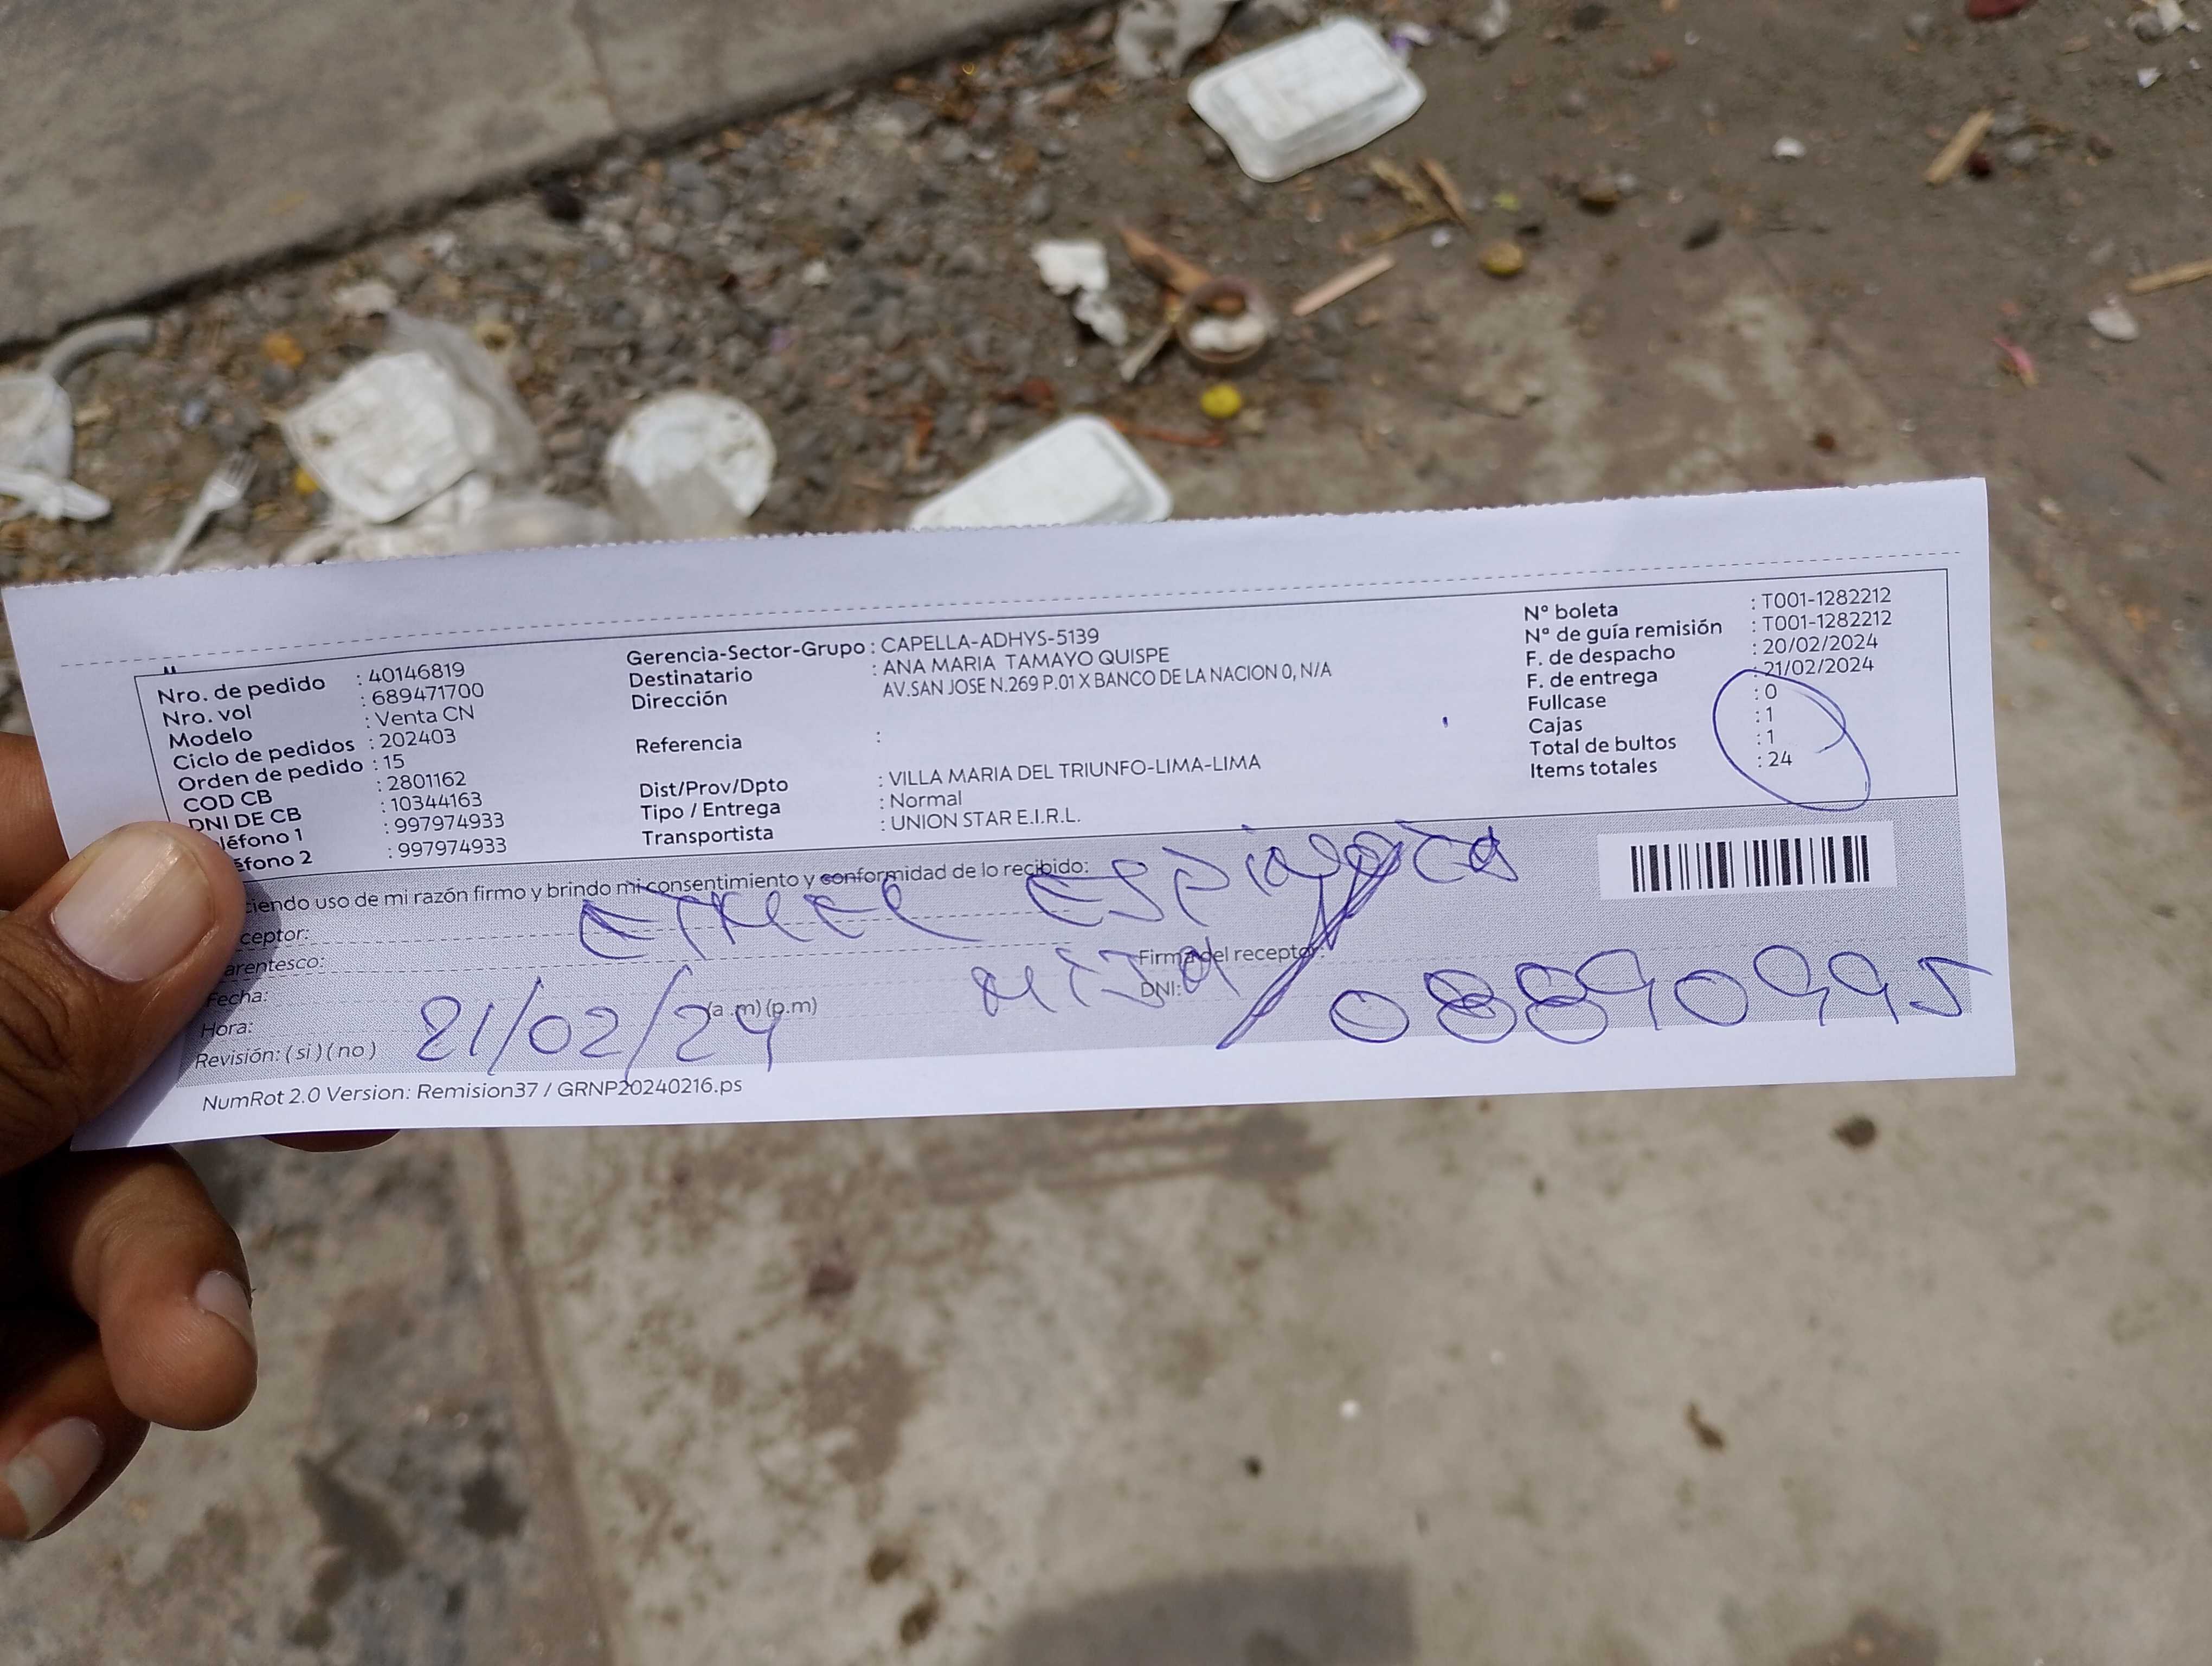 Nro. de pedido : 40146819
Nro. vol : 689471700
Modelo : Venta CN
Ciclo de pedidos : 202403
Orden de pedido : 15
COD CB : 2801162
DNI DE CB : 10344163
léfono 1 : 997974933
éfono 2 : 997974933
Gerencia-Sector-Grupo : CAPELLA-ADHYS-5139
Destinatario : ANA MARIA TAMAYO QUISPE
Dirección AV.SAN JOSE N.269 P.01 X BANCO DE LA NACION 0, N/A
Referencia :
Dist/Prov/Dpto : VILLA MARIA DEL TRIUNFO-LIMA-LIMA
Tipo / Entrega : Normal
Transportista : UNION STAR E.I.R.L.
N° boleta : T001-1282212
N° de guía remisión : T001-1282212
F. de despacho : 20/02/2024
F. de entrega : 21/02/2024
Fullcase : 0
Cajas : 1
Total de bultos : 1
Items totales : 24
ciendo uso de mi razón firmo y brindo mi consentimiento y conformidad de lo recibido:
ceptor:
arentesco:
Fecha:
Hora: (a .m) (p.m)
Revisión: ( si ) ( no )
21/02/24
Firma del receptor:
DNI: 08890995
NumRot 2.0 Version: Remision37 / GRNP20240216.ps